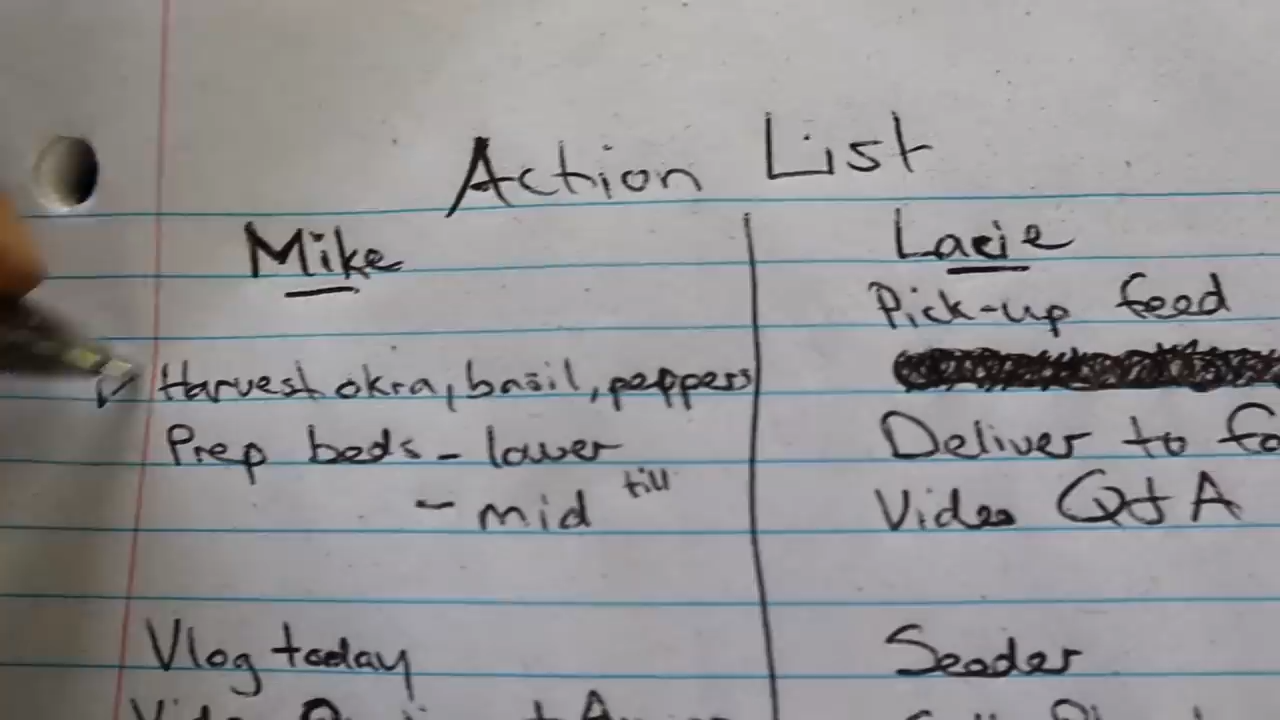 Action List
Mike
Harvest okra, basil, peppers
Prep beds - lower
- mid till
Vlog today
Lacie
Pick-up feed
Deliver to
Video Q&A
Seeder